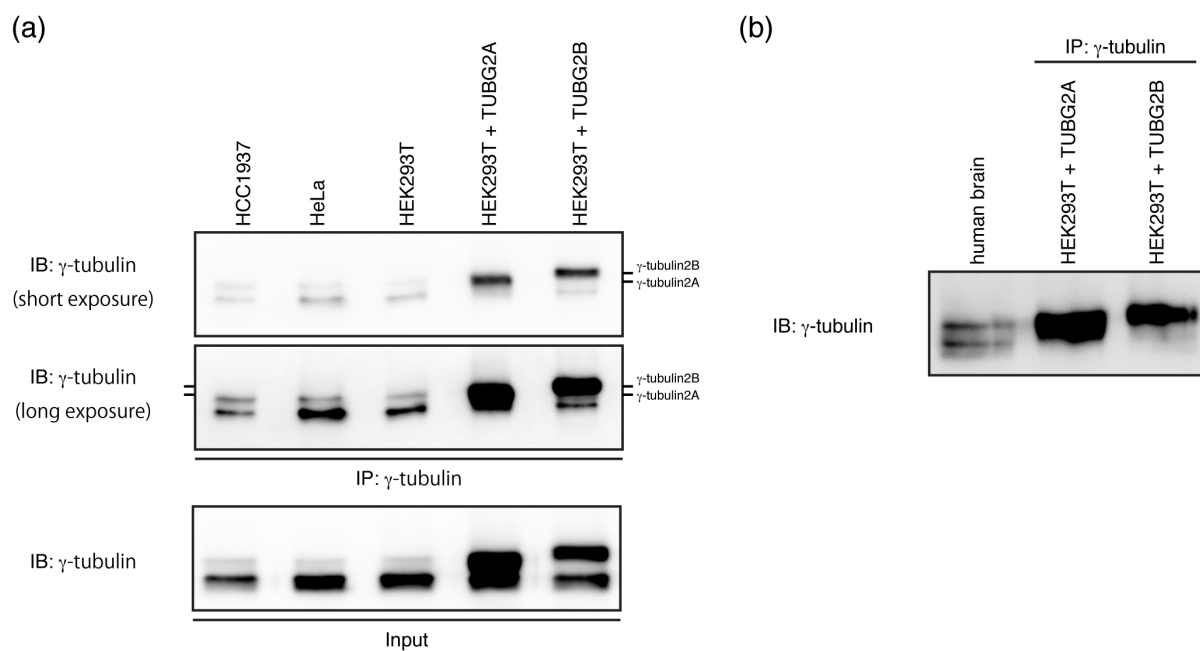 (a)
HCC1937
HeLa
HEK293T
HEK293T + TUBG2A
HEK293T + TUBG2B
IB: γ-tubulin
(short exposure)
γ-tubulin2B
γ-tubulin2A
IB: γ-tubulin
(long exposure)
γ-tubulin2B
γ-tubulin2A
IP: γ-tubulin
IB: γ-tubulin
Input
(b)
IP: γ-tubulin
human brain
HEK293T + TUBG2A
HEK293T + TUBG2B
IB: γ-tubulin